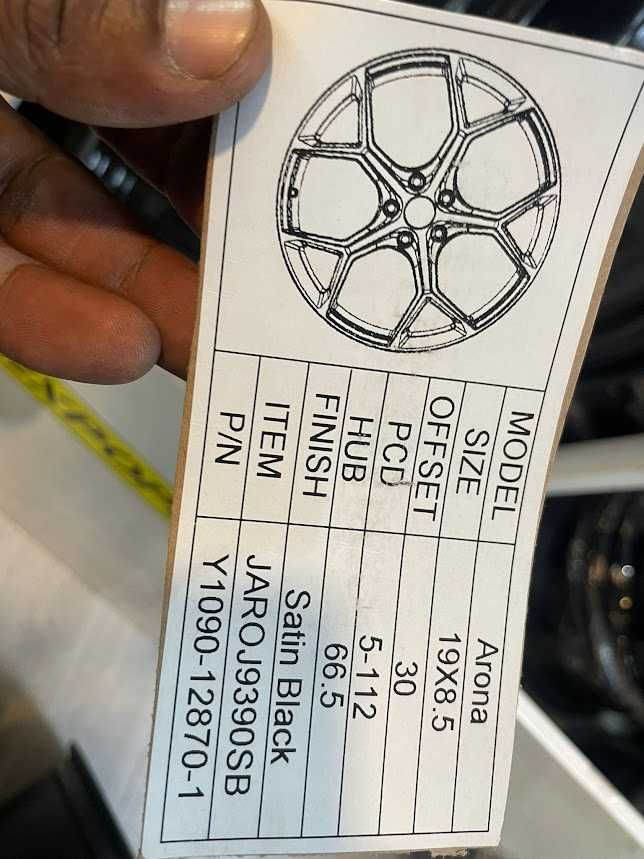 MODEL Arona
SIZE 19X8.5
OFFSET 30
PCD 5-112
HUB 66.5
FINISH Satin Black
ITEM JAROJ9390SB
P/N Y1090-12870-1